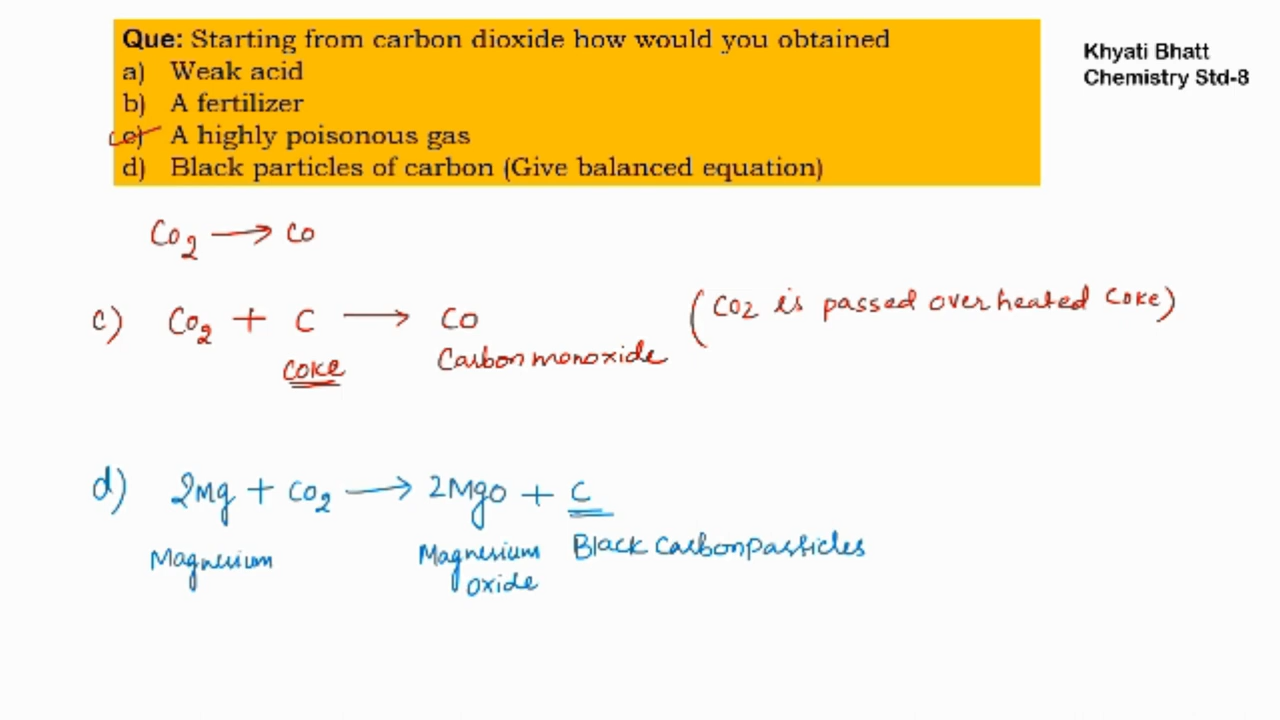 Que: Starting from carbon dioxide how would you obtained
a) Weak acid
b) A fertilizer
c) A highly poisonous gas
d) Black particles of carbon (Give balanced equation)
Khyati Bhatt
Chemistry Std-8
CO₂ → CO
c) CO₂ + C → CO (CO₂ is passed over heated coke)
coke Carbon monoxide
d) 2Mg + CO₂ → 2MgO + C
Magnesium Magnesium oxide Black Carbon particles